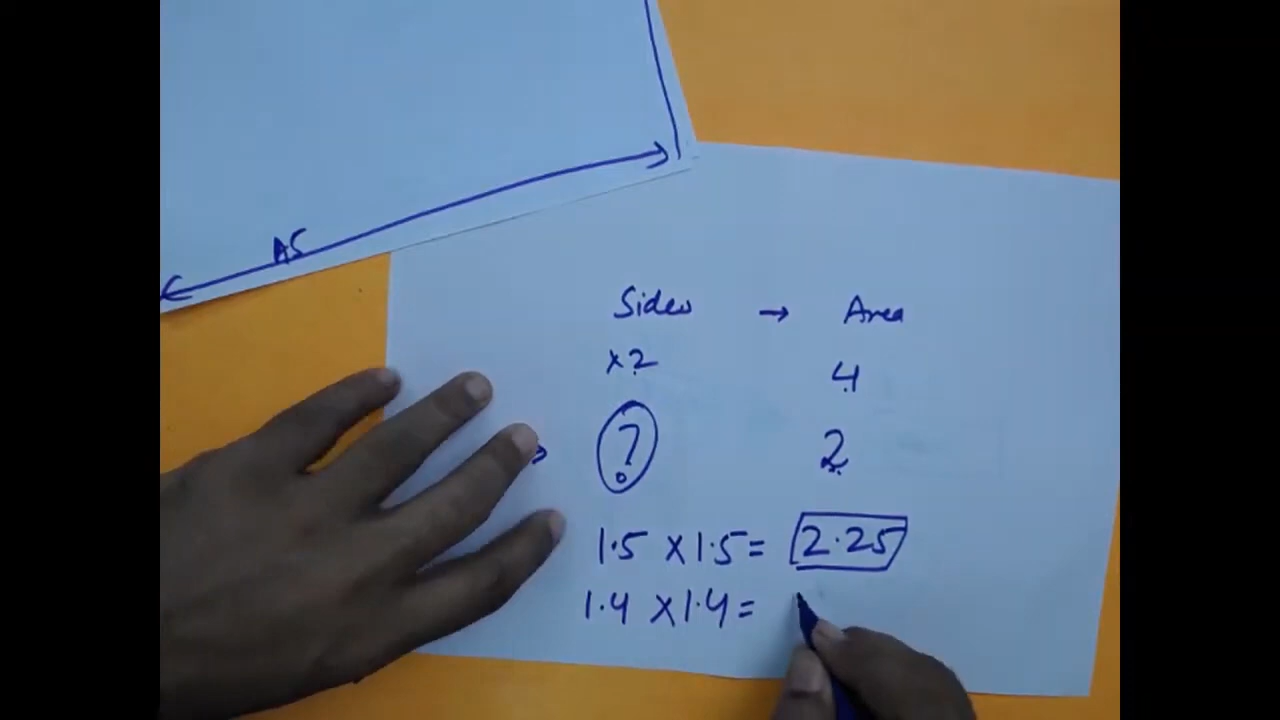 A5
Sides → Area
×2 4
? 2
1.5 × 1.5 = 2.25
1.4 × 1.4 =